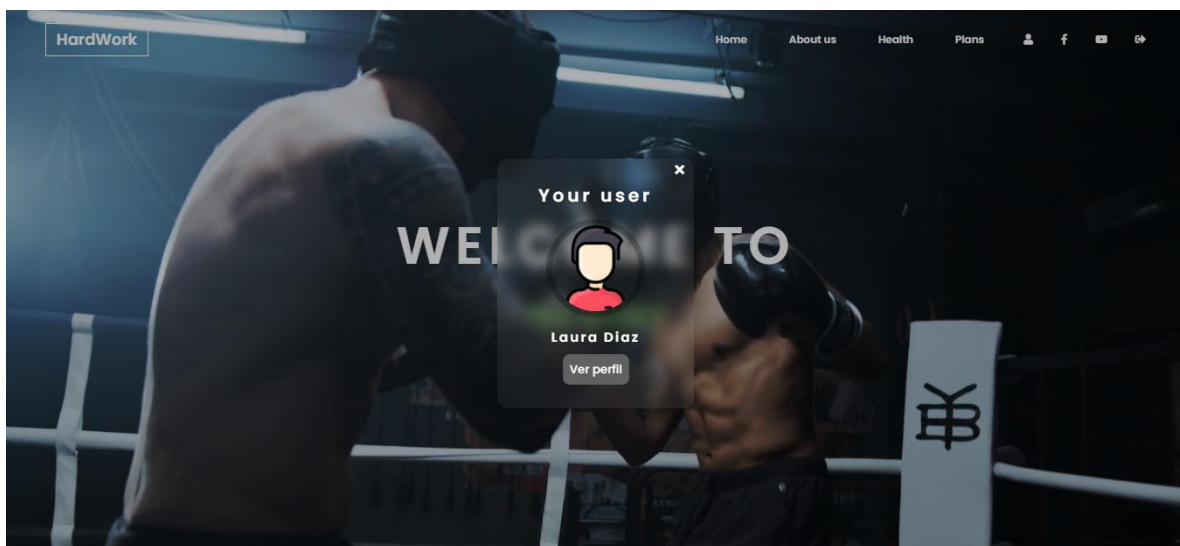 HardWork
Home About us Health Plans
Your user
WEL TO
Laura Diaz
Ver perfil